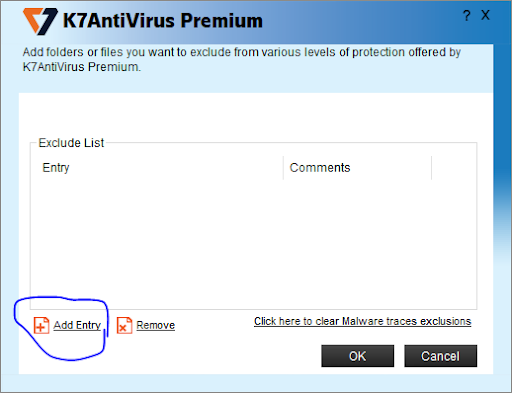 K7AntiVirus Premium
? X
Add folders or files you want to exclude from various levels of protection offered by
K7AntiVirus Premium.
Exclude List
Entry Comments
Add Entry Remove Click here to clear Malware traces exclusions
OK Cancel